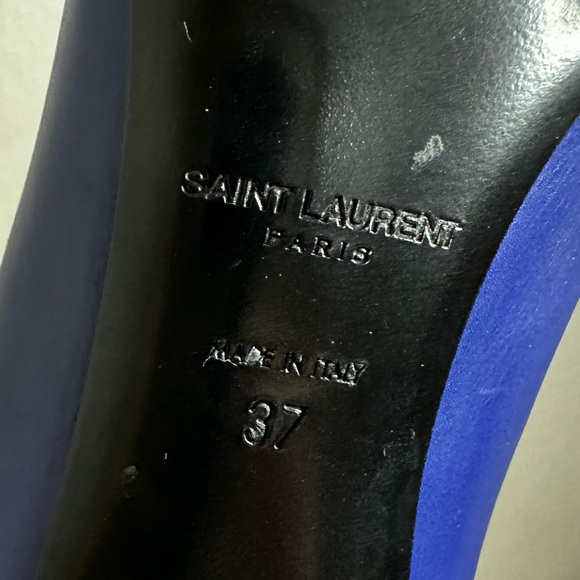 SAINT LAURENT
PARIS
MADE IN ITALY
37